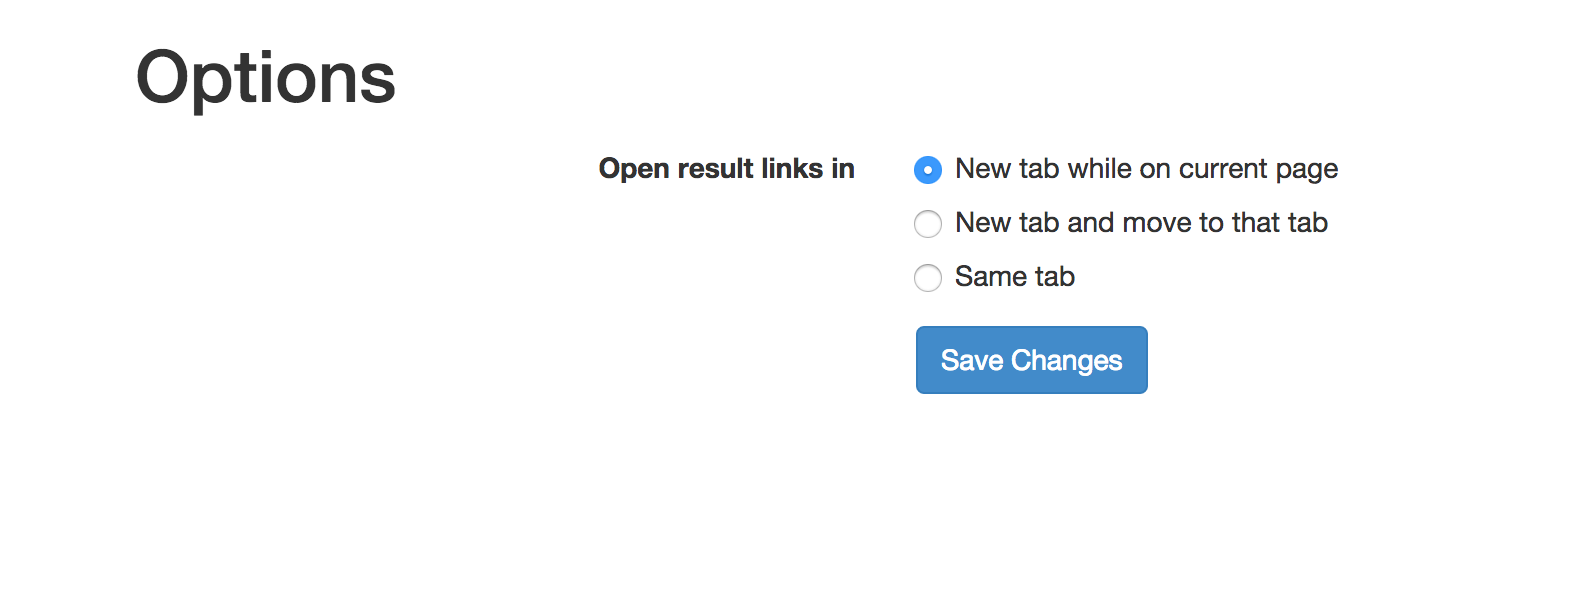 Options
Open result links in
New tab while on current page
New tab and move to that tab
Same tab
Save Changes